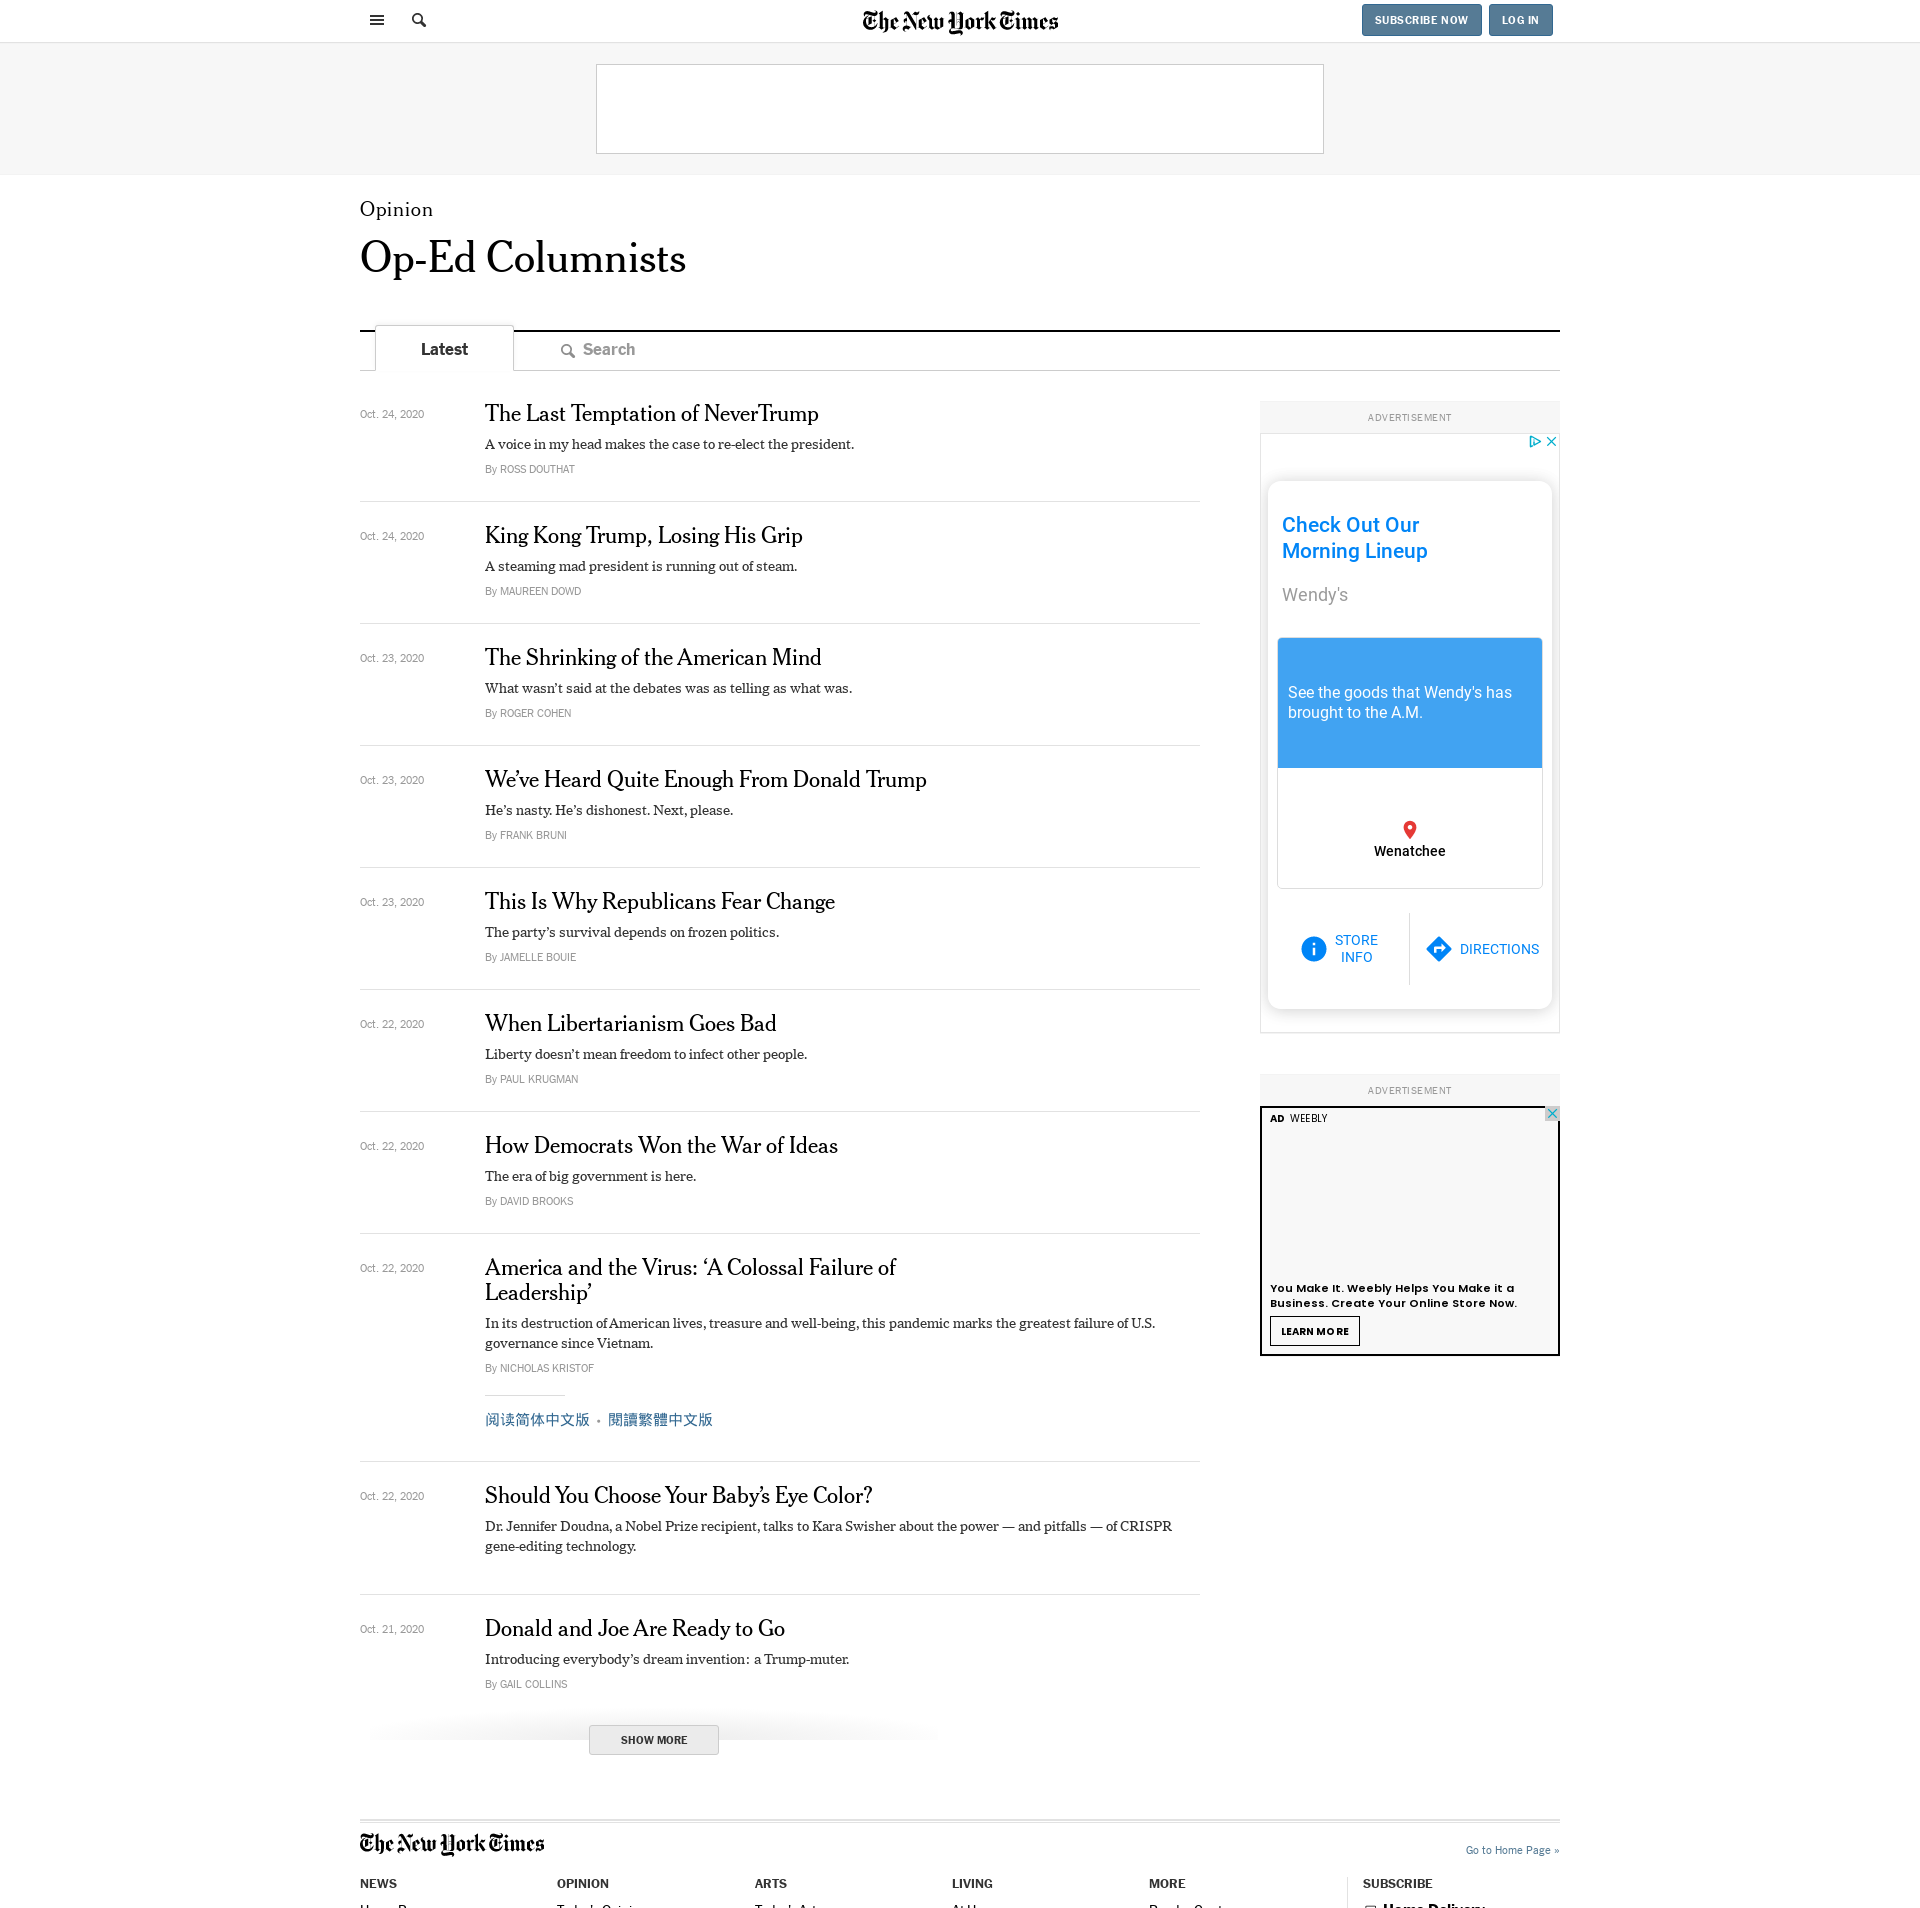 The New York Times
SUBSCRIBE NOW
LOG IN
Opinion
Op-Ed Columnists
Latest
Search
Oct. 24, 2020
The Last Temptation of NeverTrump
A voice in my head makes the case to re-elect the president.
By ROSS DOUTHAT
Oct. 24, 2020
King Kong Trump, Losing His Grip
A steaming mad president is running out of steam.
By MAUREEN DOWD
Oct. 23, 2020
The Shrinking of the American Mind
What wasn’t said at the debates was as telling as what was.
By ROGER COHEN
Oct. 23, 2020
We’ve Heard Quite Enough From Donald Trump
He’s nasty. He’s dishonest. Next, please.
By FRANK BRUNI
Oct. 23, 2020
This Is Why Republicans Fear Change
The party’s survival depends on frozen politics.
By JAMELLE BOUIE
Oct. 22, 2020
When Libertarianism Goes Bad
Liberty doesn’t mean freedom to infect other people.
By PAUL KRUGMAN
Oct. 22, 2020
How Democrats Won the War of Ideas
The era of big government is here.
By DAVID BROOKS
Oct. 22, 2020
America and the Virus: ‘A Colossal Failure of
Leadership’
In its destruction of American lives, treasure and well-being, this pandemic marks the greatest failure of U.S.
governance since Vietnam.
By NICHOLAS KRISTOF
阅读简体中文版 • 閱讀繁體中文版
Oct. 22, 2020
Should You Choose Your Baby’s Eye Color?
Dr. Jennifer Doudna, a Nobel Prize recipient, talks to Kara Swisher about the power — and pitfalls — of CRISPR
gene-editing technology.
Oct. 21, 2020
Donald and Joe Are Ready to Go
Introducing everybody’s dream invention: a Trump-muter.
By GAIL COLLINS
SHOW MORE
ADVERTISEMENT
Check Out Our
Morning Lineup
Wendy's
See the goods that Wendy's has
brought to the A.M.
Wenatchee
STORE
INFO
DIRECTIONS
ADVERTISEMENT
AD WEEBLY
You Make It. Weebly Helps You Make it a
Business. Create Your Online Store Now.
LEARN MORE
The New York Times
Go to Home Page »
NEWS
OPINION
ARTS
LIVING
MORE
SUBSCRIBE